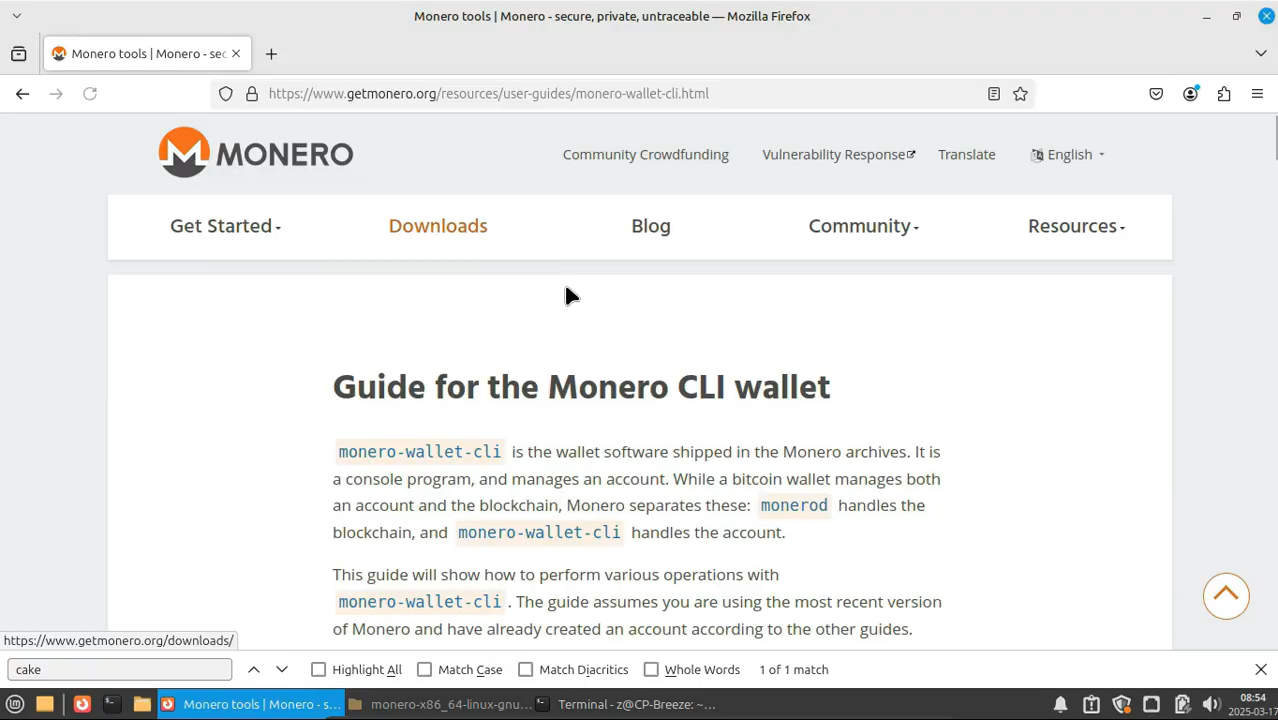 Monero tools | Monero - secure, private, untraceable — Mozilla Firefox
Monero tools | Monero - sec
https://www.getmonero.org/resources/user-guides/monero-wallet-cli.html
MONERO
Community Crowdfunding
Vulnerability Response
Translate
English
Get Started
Downloads
Blog
Community
Resources
Guide for the Monero CLI wallet
monero-wallet-cli is the wallet software shipped in the Monero archives. It is
a console program, and manages an account. While a bitcoin wallet manages both
an account and the blockchain, Monero separates these: monerod handles the
blockchain, and monero-wallet-cli handles the account.
This guide will show how to perform various operations with
monero-wallet-cli. The guide assumes you are using the most recent version
of Monero and have already created an account according to the other guides.
https://www.getmonero.org/downloads/
cake
Highlight All
Match Case
Match Diacritics
Whole Words
1 of 1 match
Monero tools | Monero - s...
monero-x86_64-linux-gnu...
Terminal - z@CP-Breeze: ~...
08:54
2025-03-17